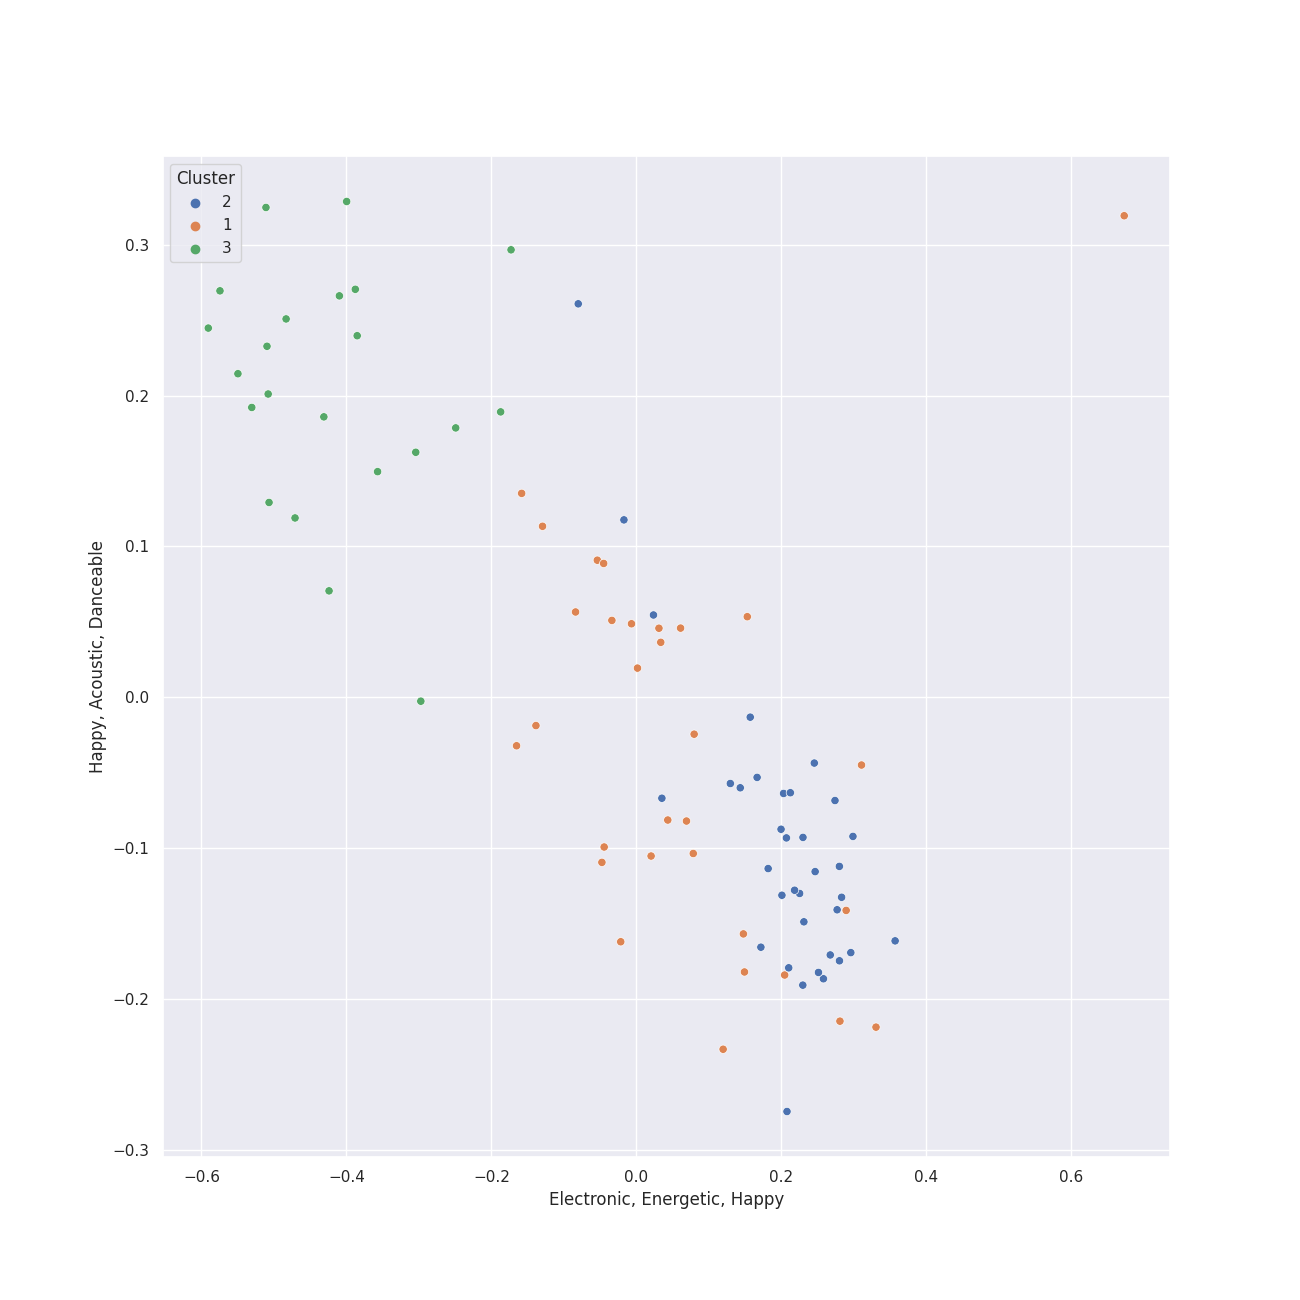 Cluster
2
1
3
0.3
0.2
0.1
0.0
−0.1
−0.2
−0.3
Happy, Acoustic, Danceable
−0.6 −0.4 −0.2 0.0 0.2 0.4 0.6
Electronic, Energetic, Happy